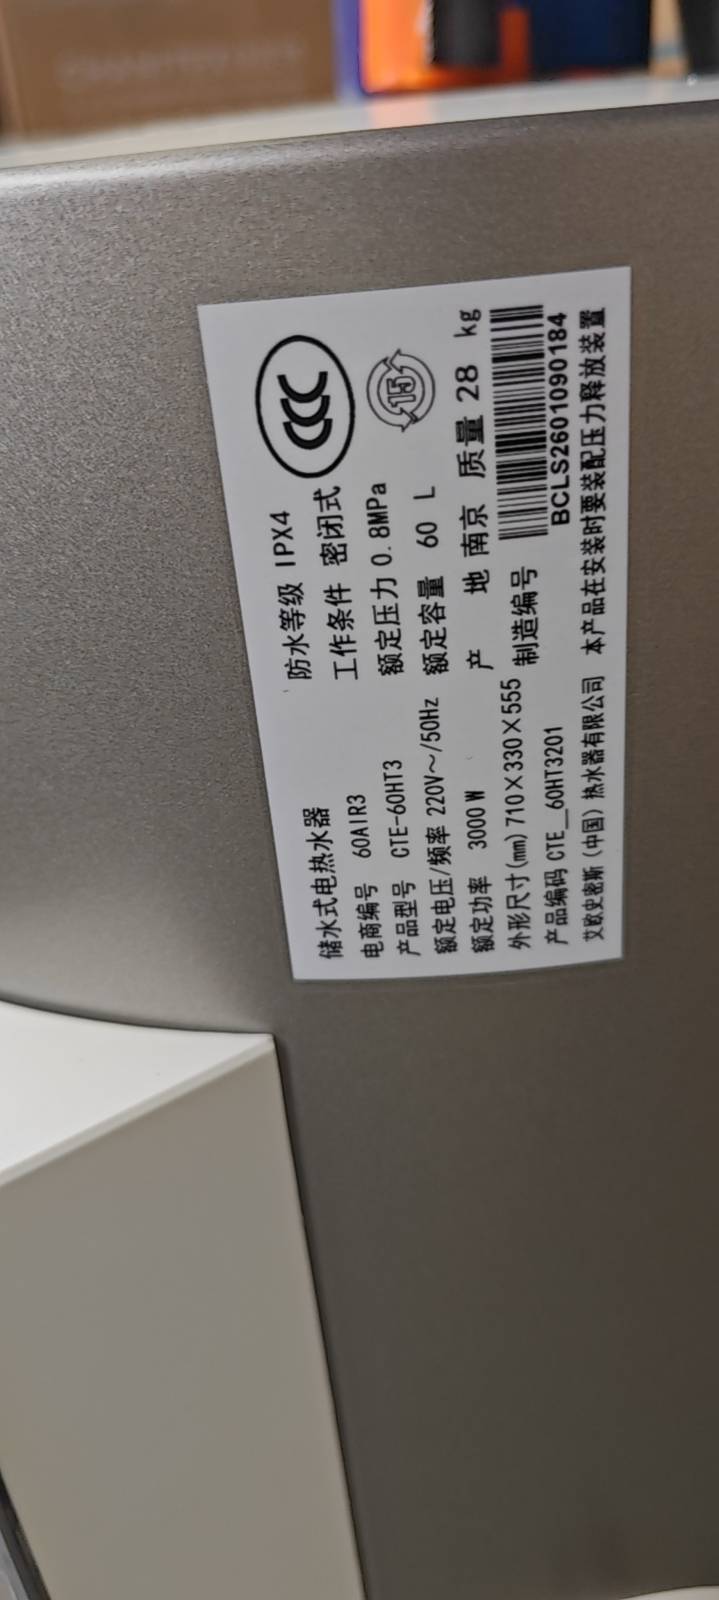 储水式电热水器
电商编号 60AIR3
产品型号 CTE-60HT3
额定电压/频率 220V~/50Hz
额定功率 3000 W
外形尺寸(mm) 710×330×555
产品编码 CTE_60HT3201
艾欧史密斯(中国)热水器有限公司
防水等级 IPX4
工作条件 密闭式
额定压力 0.8MPa
额定容量 60 L
产 地 南京 质量 28 kg
制造编号
BCLS2601090184
本产品在安装时要装配压力释放装置
CCC
15